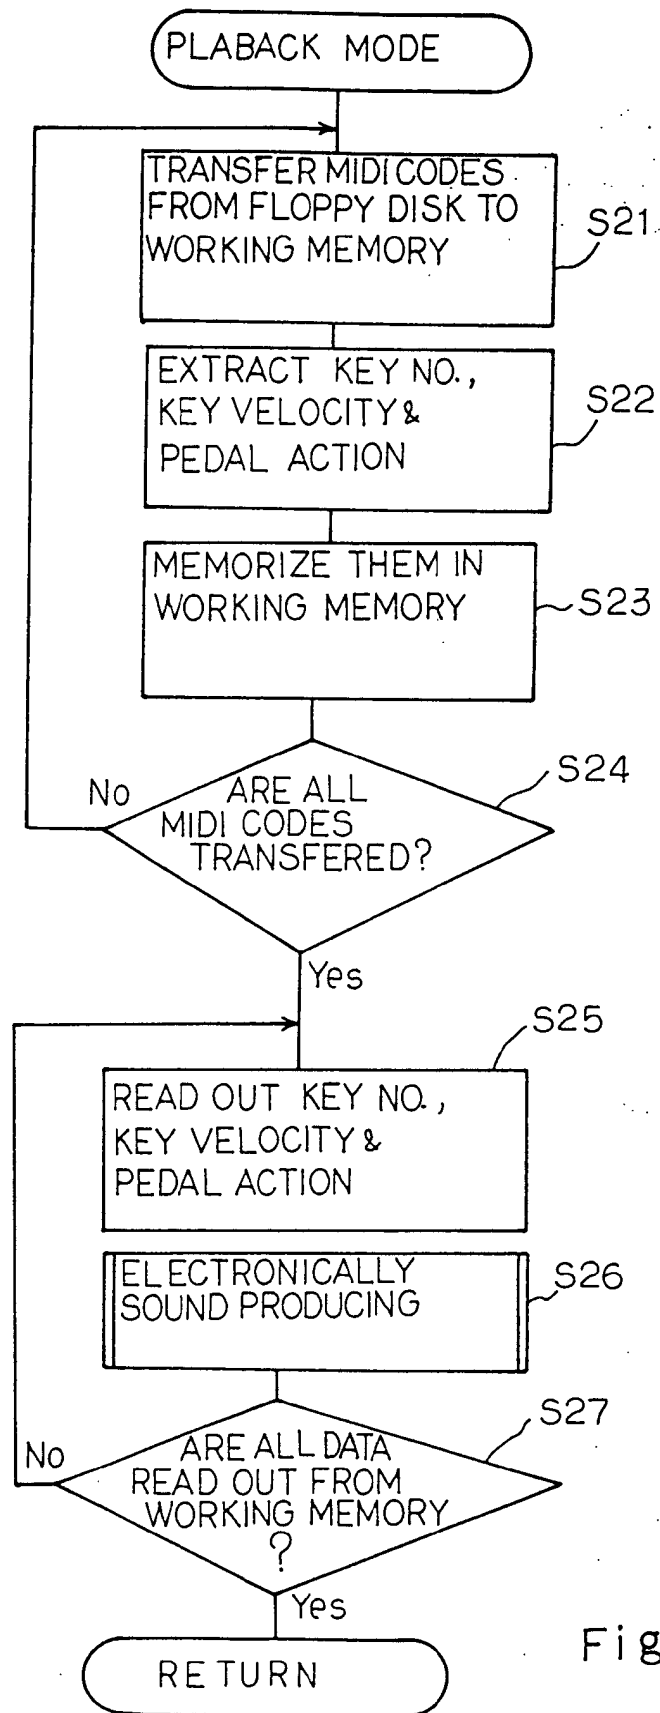 PLABACK MODE
TRANSFER MIDI CODES
FROM FLOPPY DISK TO
WORKING MEMORY
S21
EXTRACT KEY NO.,
KEY VELOCITY &
PEDAL ACTION
S22
MEMORIZE THEM IN
WORKING MEMORY
S23
S24
No
ARE ALL
MIDI CODES
TRANSFERED?
Yes
S25
READ OUT KEY NO.,
KEY VELOCITY &
PEDAL ACTION
ELECTRONICALLY
SOUND PRODUCING
S26
S27
No
ARE ALL DATA
READ OUT FROM
WORKING MEMORY
?
Yes
RETURN
Fig